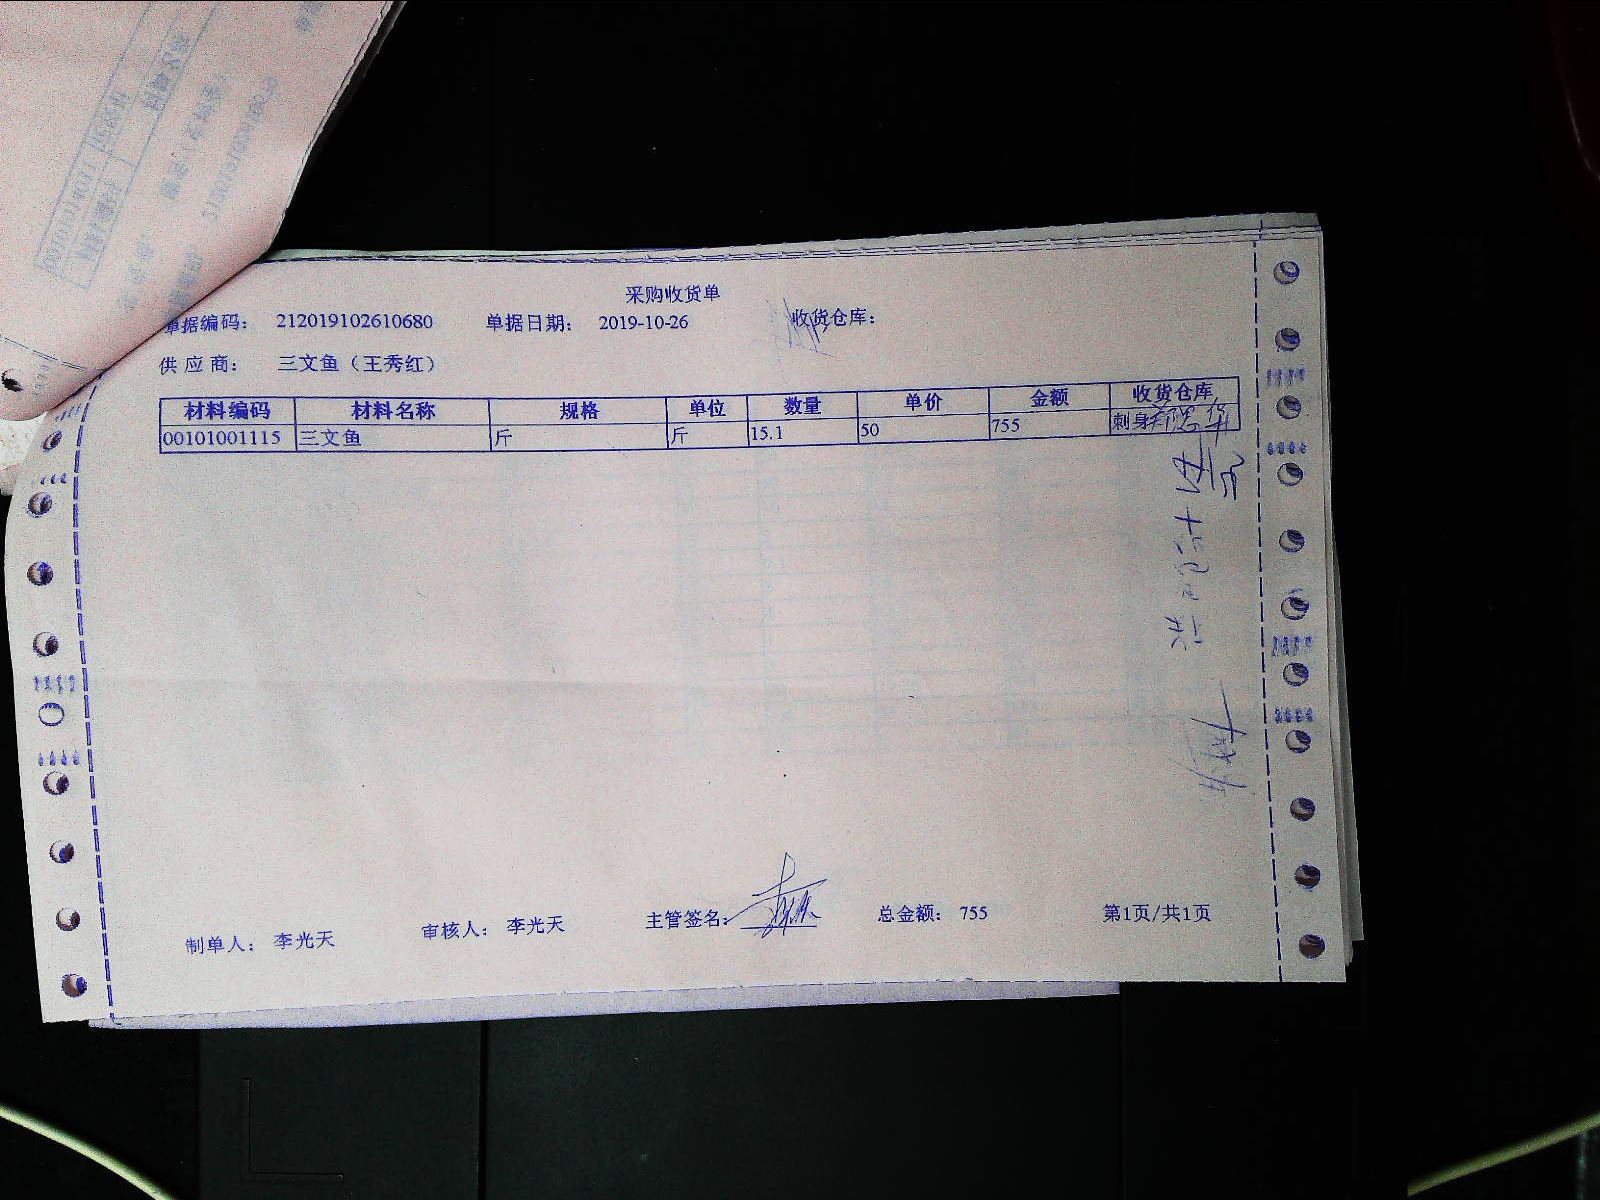 采购收货单
单据编码： 212019102610680 单据日期： 2019-10-26 收货仓库：
供应商： 三文鱼（王秀红）
材料编码 材料名称 规格 单位 数量 单价 金额 收货仓库
00101001115 三文鱼 斤 斤 15.1 50 755 刺身
制单人： 李光天 审核人： 李光天 主管签名： 总金额： 755 第1页/共1页